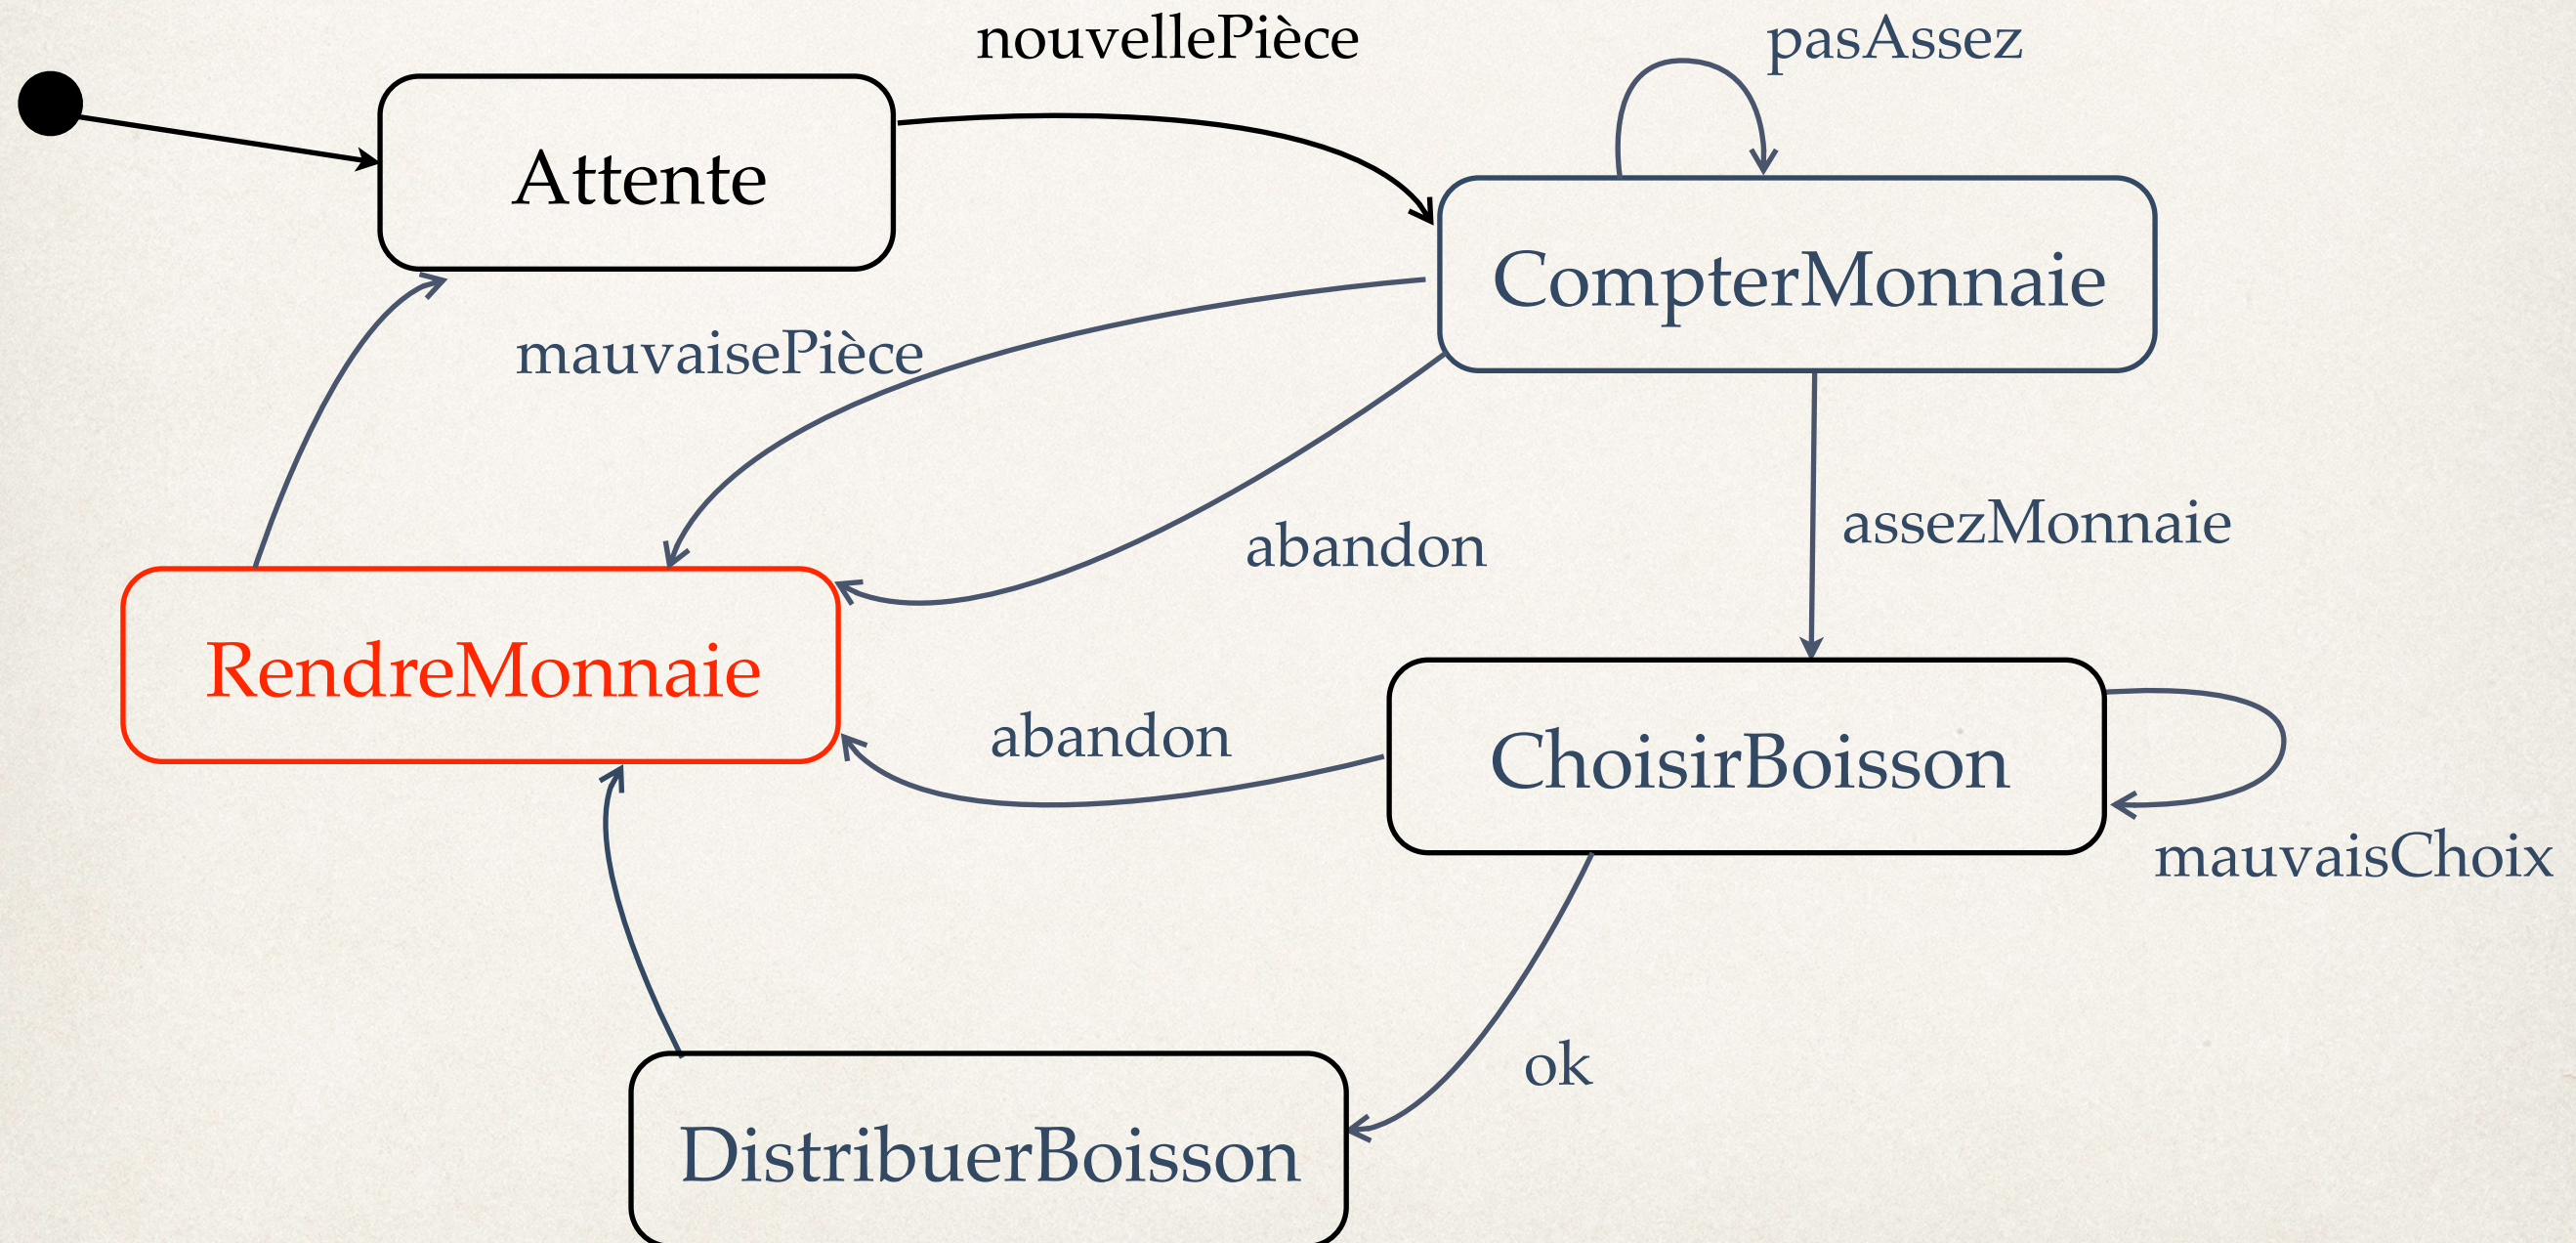 nouvellePièce
pasAssez
Attente
CompterMonnaie
mauvaisePièce
assezMonnaie
abandon
RendreMonnaie
abandon
ChoisirBoisson
mauvaisChoix
ok
DistribuerBoisson